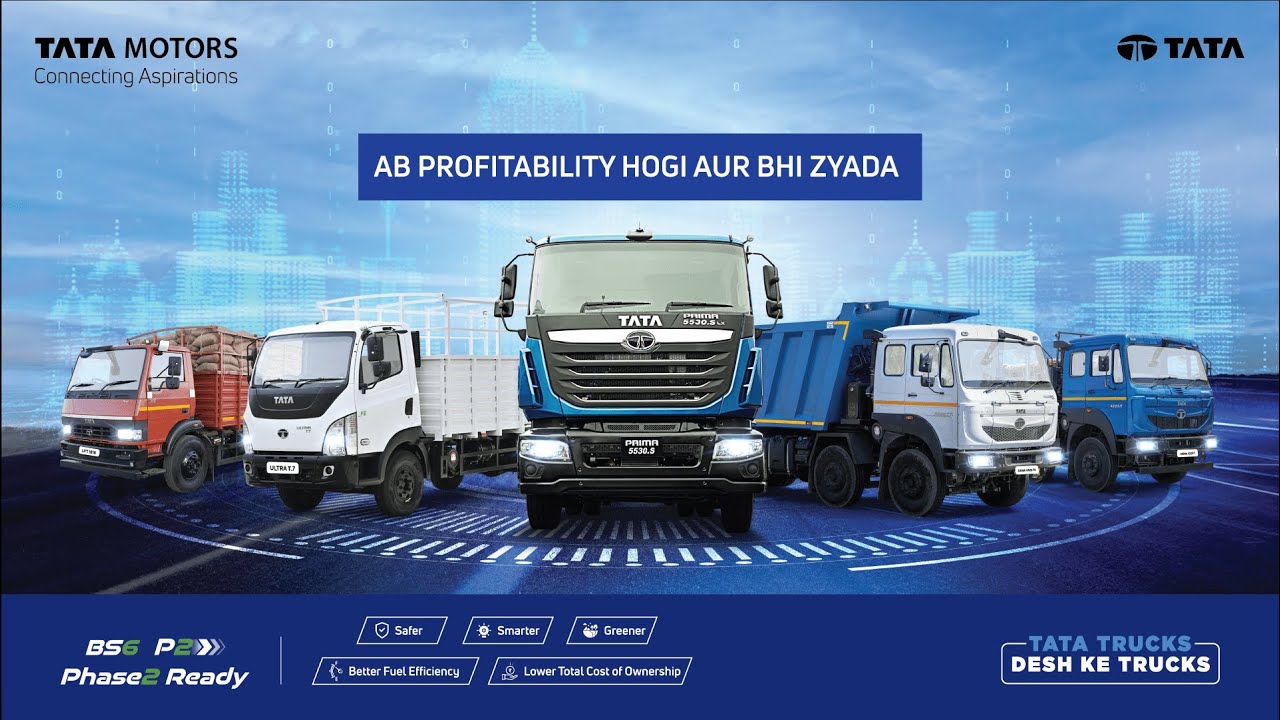 TATA MOTORS
Connecting Aspirations
TATA
AB PROFITABILITY HOGI AUR BHI ZYADA
TATA
PRIMA
5530.S LX
PRIMA
5530.S
TATA
ULTRA T.7
TATA
BS6 P2
Phase2 Ready
Safer
Smarter
Greener
Better Fuel Efficiency
Lower Total Cost of Ownership
TATA TRUCKS
DESH KE TRUCKS